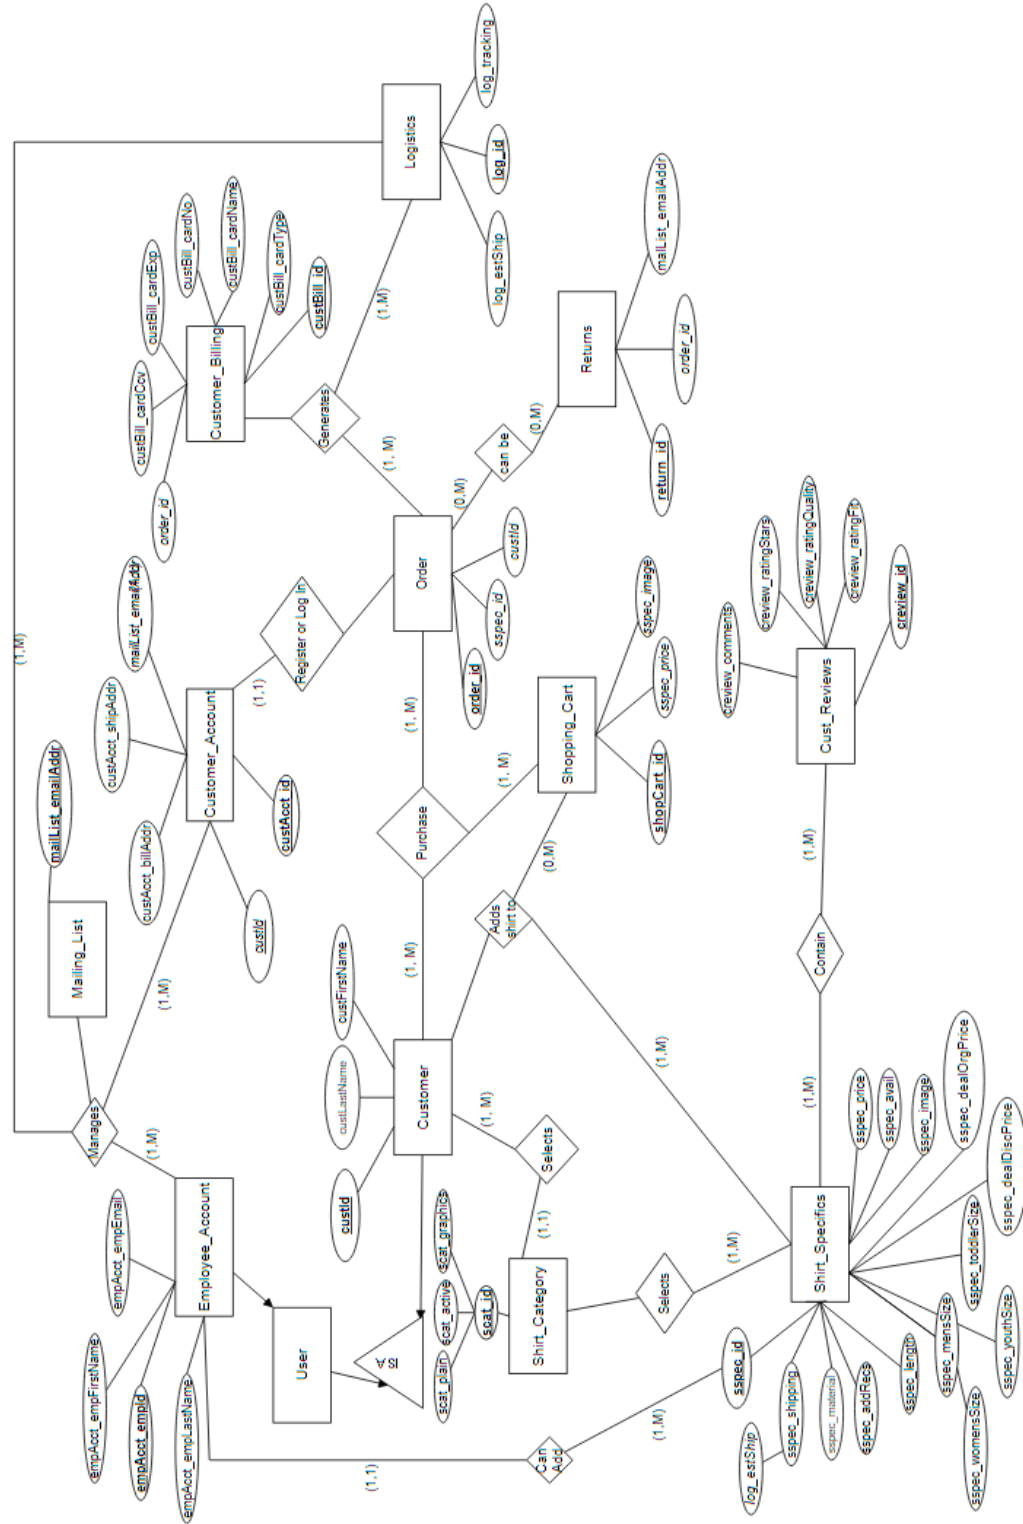 (1,M)
mailList_emailAddr
Mailing_List
Manages
(1,M)
empAcct_empFirstName
empAcct_empEmail
empAcct_empId
empAcct_empLastName
Employee_Account
(1,M)
custAcct_billAddr
custAcct_shipAddr
mailList_emailAddr
Customer_Account
custAcct_id
custId
(1,1)
order_id
custBill_cardCcv
custBill_cardExp
custBill_cardNo
custBill_cardName
custBill_cardType
custBill_id
Customer_Billing
Generates
(1,M)
(1, M)
Logistics
log_tracking
log_id
log_estShip
Register or Log In
User
IS A
custId
custLastName
custFirstName
Customer
(1, M)
Purchase
(1, M)
Order
order_id
sspec_id
custId
(0,M)
can be
(0,M)
Returns
return_id
order_id
mailList_emailAddr
(1,1)
Can Add
(1,M)
scat_plain
scat_active
scat_graphics
scat_id
Shirt_Category
(1,1)
Selects
(1, M)
Adds shirt to
(0,M)
(1, M)
Shopping_Cart
shopCart_id
sspec_price
sspec_image
(1,M)
Selects
(1,M)
Shirt_Specifics
(1,M)
Contain
(1,M)
Cust_Reviews
creview_comments
creview_ratingStars
creview_ratingQuality
creview_ratingFit
creview_id
sspec_id
log_estShip
sspec_shipping
sspec_material
sspec_addRecs
sspec_length
sspec_mensSize
sspec_womensSize
sspec_youthSize
sspec_toddlerSize
sspec_dealDiscPrice
sspec_dealOrgPrice
sspec_image
sspec_avail
sspec_price